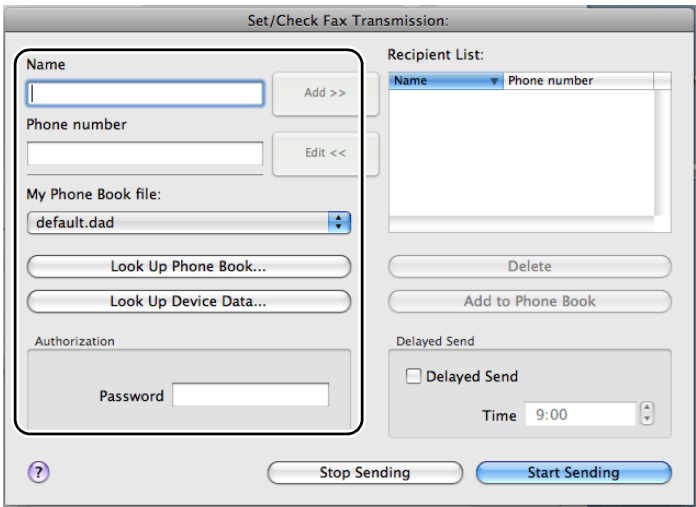 Set/Check Fax Transmission:
Name
Add >>
Phone number
Edit <<
My Phone Book file:
default.dad
Look Up Phone Book...
Look Up Device Data...
Authorization
Password
Recipient List:
Name Phone number
Delete
Add to Phone Book
Delayed Send
Delayed Send
Time 9:00
?
Stop Sending
Start Sending